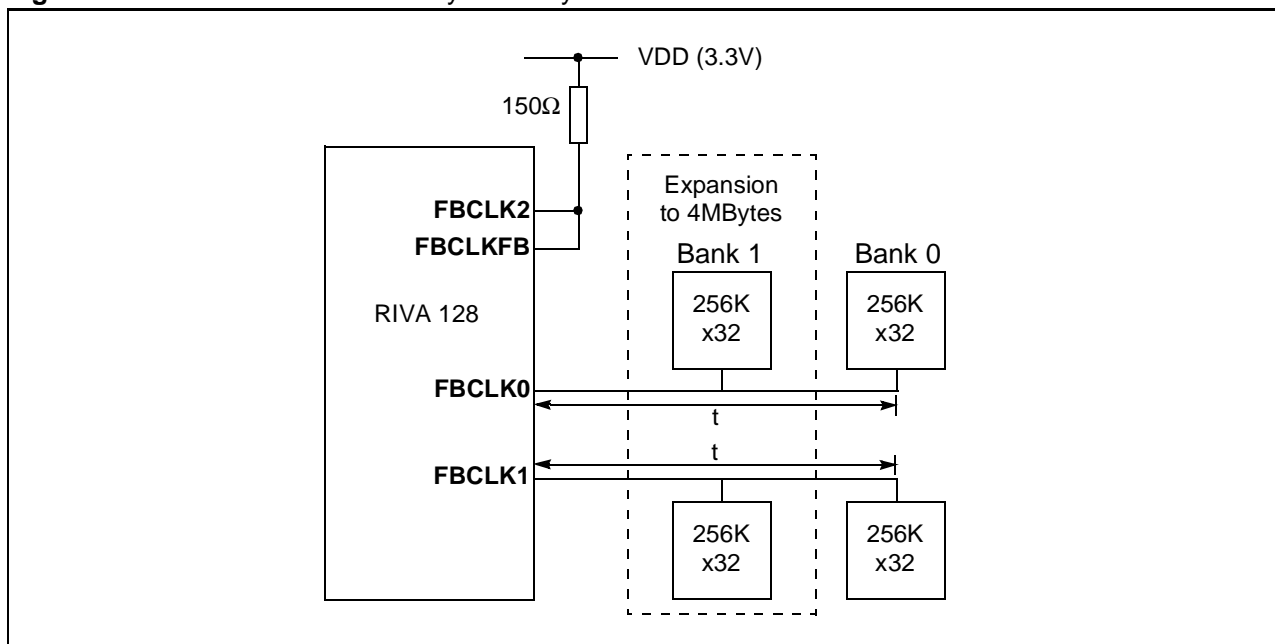 VDD (3.3V)
150Ω
Expansion
to 4MBytes
FBCLK2
FBCLKFB
Bank 1
Bank 0
RIVA 128
256K
x32
256K
x32
FBCLK0
t
t
FBCLK1
256K
x32
256K
x32